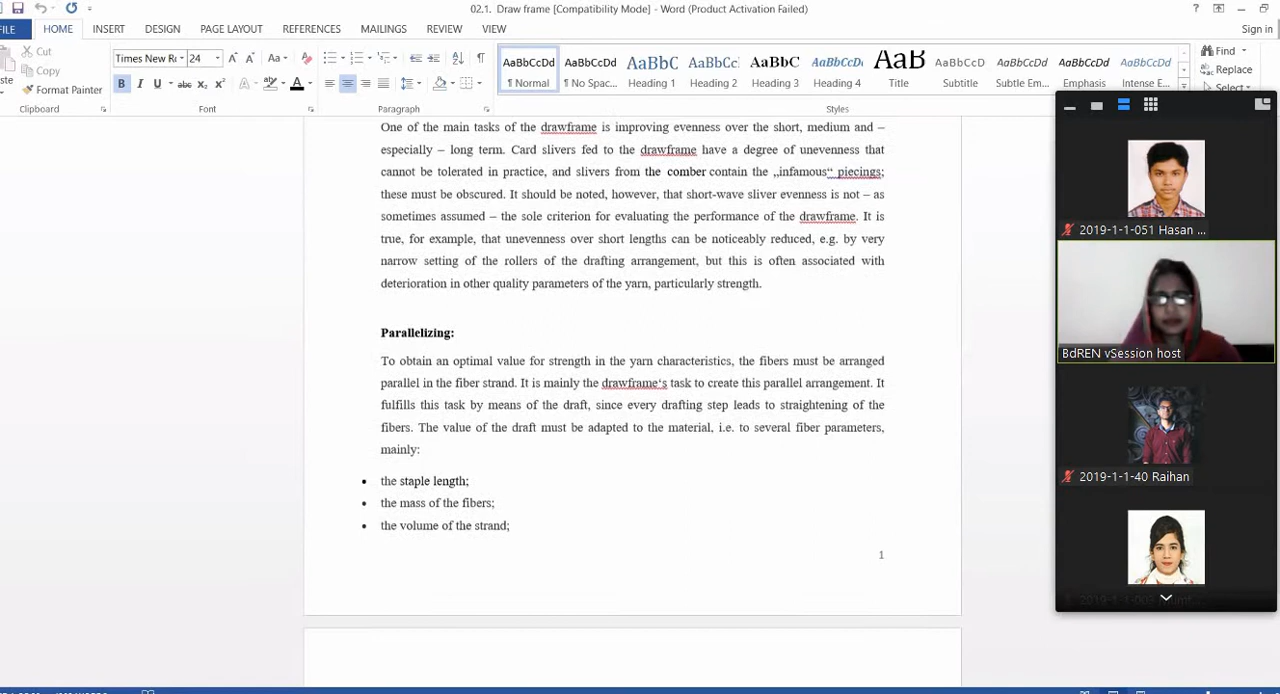 02.1. Draw frame [Compatibility Mode] - Word (Product Activation Failed)
FILE
HOME
INSERT
DESIGN
PAGE LAYOUT
REFERENCES
MAILINGS
REVIEW
VIEW
Sign in
Cut
Copy
Format Painter
Clipboard
Times New R
24
Font
Paragraph
AaBbCcDd
¶ Normal
AaBbCcDd
¶ No Spac...
AaBbC
Heading 1
AaBbCc
Heading 2
AaBbC
Heading 3
AaBbCcDd
Heading 4
AaB
Title
AaBbCcD
Subtitle
AaBbCcDd
Subtle Em...
AaBbCcDd
Emphasis
AaBbCcDd
Intense E...
Styles
Find
Replace
Select
One of the main tasks of the drawframe is improving evenness over the short, medium and –
especially – long term. Card slivers fed to the drawframe have a degree of unevenness that
cannot be tolerated in practice, and slivers from the comber contain the „infamous“ piecings;
these must be obscured. It should be noted, however, that short-wave sliver evenness is not – as
sometimes assumed – the sole criterion for evaluating the performance of the drawframe. It is
true, for example, that unevenness over short lengths can be noticeably reduced, e.g. by very
narrow setting of the rollers of the drafting arrangement, but this is often associated with
deterioration in other quality parameters of the yarn, particularly strength.
Parallelizing:
To obtain an optimal value for strength in the yarn characteristics, the fibers must be arranged
parallel in the fiber strand. It is mainly the drawframe‘s task to create this parallel arrangement. It
fulfills this task by means of the draft, since every drafting step leads to straightening of the
fibers. The value of the draft must be adapted to the material, i.e. to several fiber parameters,
mainly:
• the staple length;
• the mass of the fibers;
• the volume of the strand;
1
2019-1-1-051 Hasan ...
BdREN vSession host
2019-1-1-40 Raihan